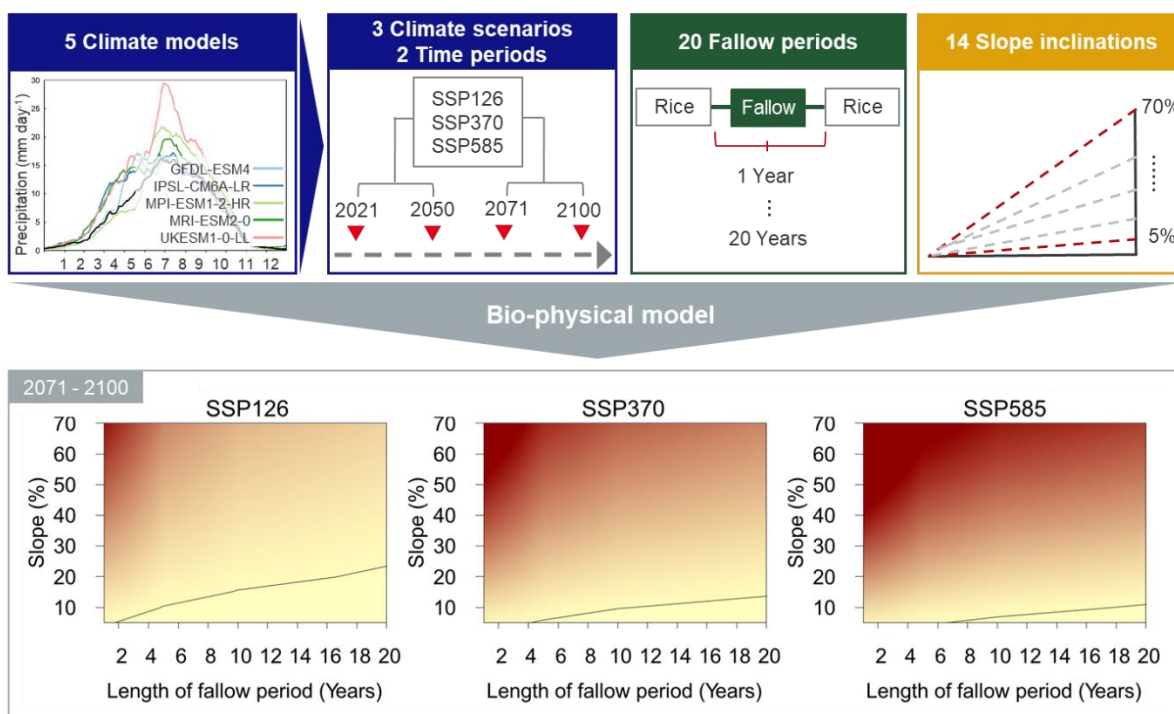 5 Climate models
Precipitation (mm day-1)
30
25
20
15
10
5
0
GFDL-ESM4
IPSL-CM6A-LR
MPI-ESM1-2-HR
MRI-ESM2-0
UKESM1-0-LL
1 2 3 4 5 6 7 8 9 10 11 12
3 Climate scenarios
2 Time periods
SSP126
SSP370
SSP585
2021 2050 2071 2100
20 Fallow periods
Rice Fallow Rice
1 Year
20 Years
14 Slope inclinations
70%
5%
Bio-physical model
2071 - 2100
SSP126
Slope (%)
70
60
50
40
30
20
10
2 4 6 8 10 12 14 16 18 20
Length of fallow period (Years)
SSP370
Slope (%)
70
60
50
40
30
20
10
2 4 6 8 10 12 14 16 18 20
Length of fallow period (Years)
SSP585
Slope (%)
70
60
50
40
30
20
10
2 4 6 8 10 12 14 16 18 20
Length of fallow period (Years)